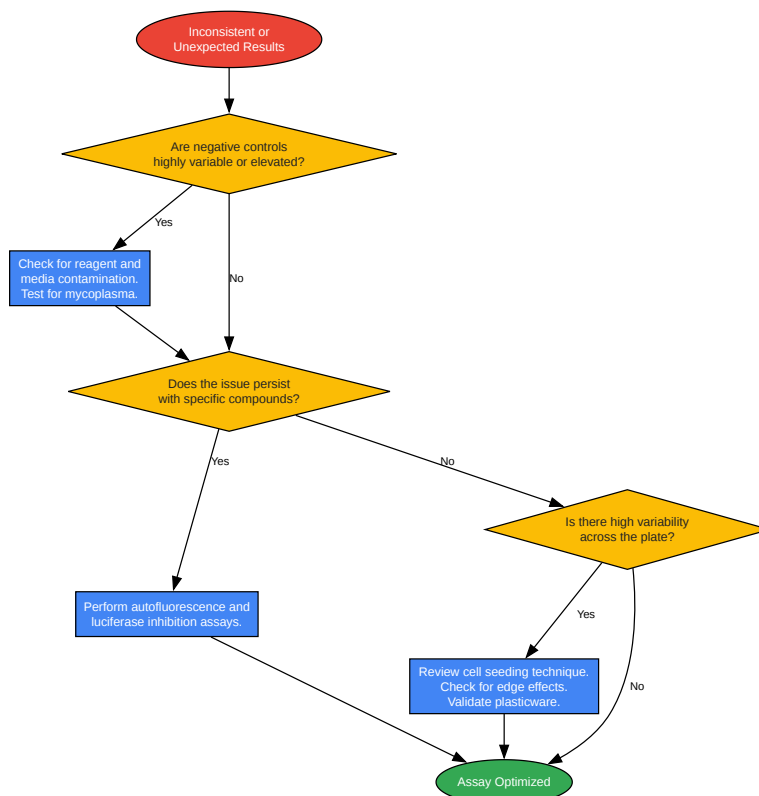 Inconsistent or
Unexpected Results
Are negative controls
highly variable or elevated?
Yes
Check for reagent and
media contamination.
Test for mycoplasma.
No
Does the issue persist
with specific compounds?
Yes
No
Is there high variability
across the plate?
Perform autofluorescence and
luciferase inhibition assays.
Yes
Review cell seeding technique.
Check for edge effects.
Validate plasticware.
No
Assay Optimized